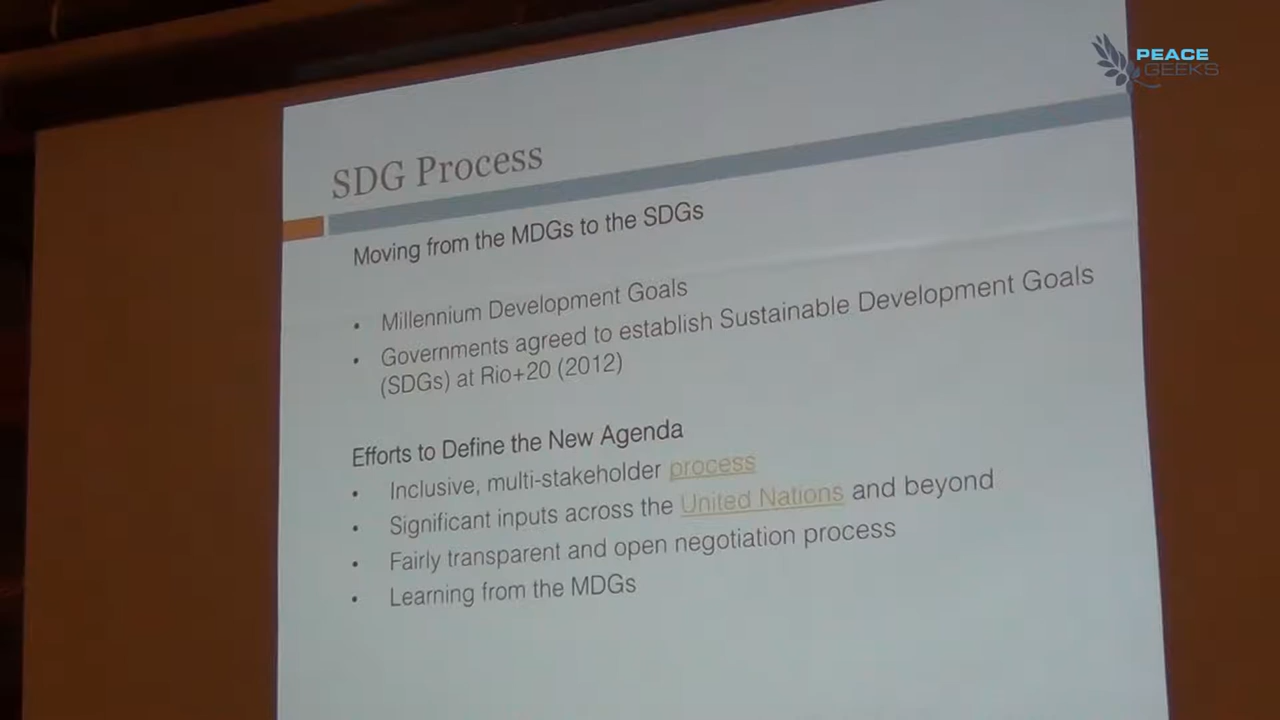 PEACE
GEEKS
SDG Process
Moving from the MDGs to the SDGs
• Millennium Development Goals
• Governments agreed to establish Sustainable Development Goals
(SDGs) at Rio+20 (2012)
Efforts to Define the New Agenda
• Inclusive, multi-stakeholder process
• Significant inputs across the United Nations and beyond
• Fairly transparent and open negotiation process
• Learning from the MDGs